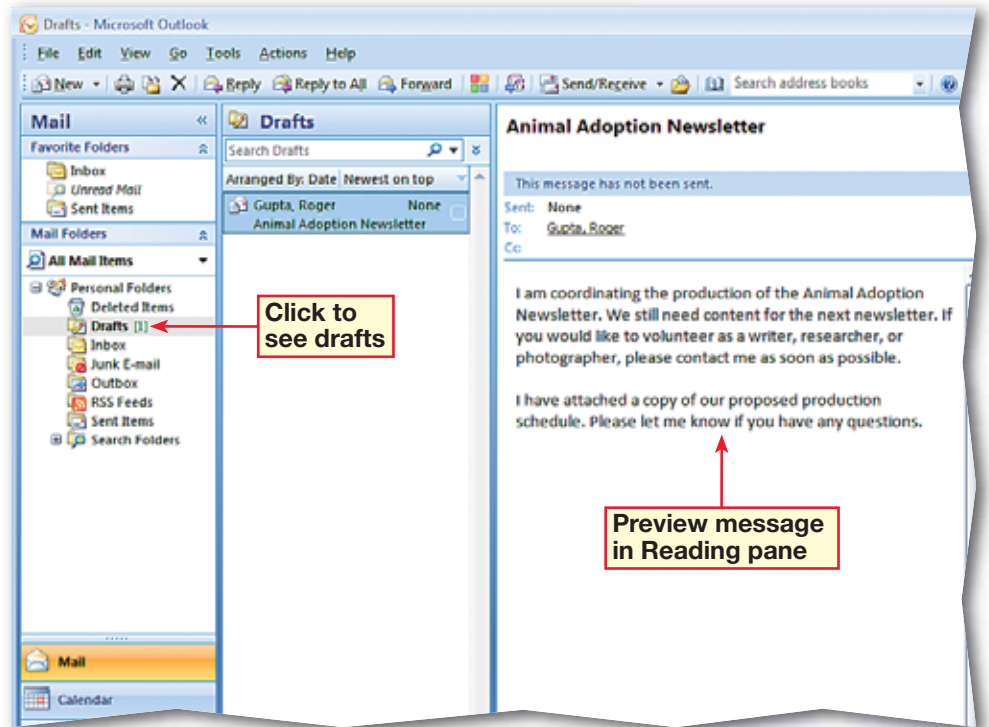 Drafts - Microsoft Outlook
File Edit View Go Tools Actions Help
New Reply Reply to All Forward Send/Receive Search address books
Mail
Favorite Folders
Inbox
Unread Mail
Sent Items
Mail Folders
All Mail Items
Personal Folders
Deleted Items
Drafts [1]
Inbox
Junk E-mail
Outbox
RSS Feeds
Sent Items
Search Folders
Mail
Calendar
Click to
see drafts
Drafts
Search Drafts
Arranged By: Date Newest on top
Gupta, Roger None
Animal Adoption Newsletter
Animal Adoption Newsletter
This message has not been sent.
Sent: None
To: Gupta, Roger
Cc:
I am coordinating the production of the Animal Adoption
Newsletter. We still need content for the next newsletter. If
you would like to volunteer as a writer, researcher, or
photographer, please contact me as soon as possible.
I have attached a copy of our proposed production
schedule. Please let me know if you have any questions.
Preview message
in Reading pane